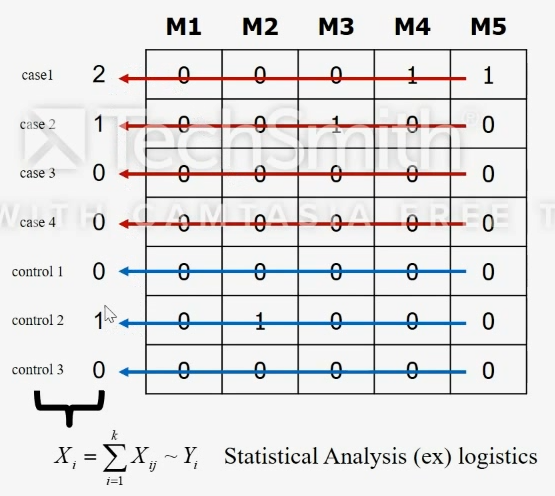 M1 M2 M3 M4 M5
case1 2 0 0 0 1 1
case 2 1 0 0 1 0 0
case 3 0 0 0 0 0 0
case 4 0 0 0 0 0 0
control 1 0 0 0 0 0 0
control 2 1 0 1 0 0 0
control 3 0 0 0 0 0 0
TechSmith
WITH CAMTASIA FREE T
X_i = \sum_{i=1}^{k} X_{ij} ~ Y_i Statistical Analysis (ex) logistics